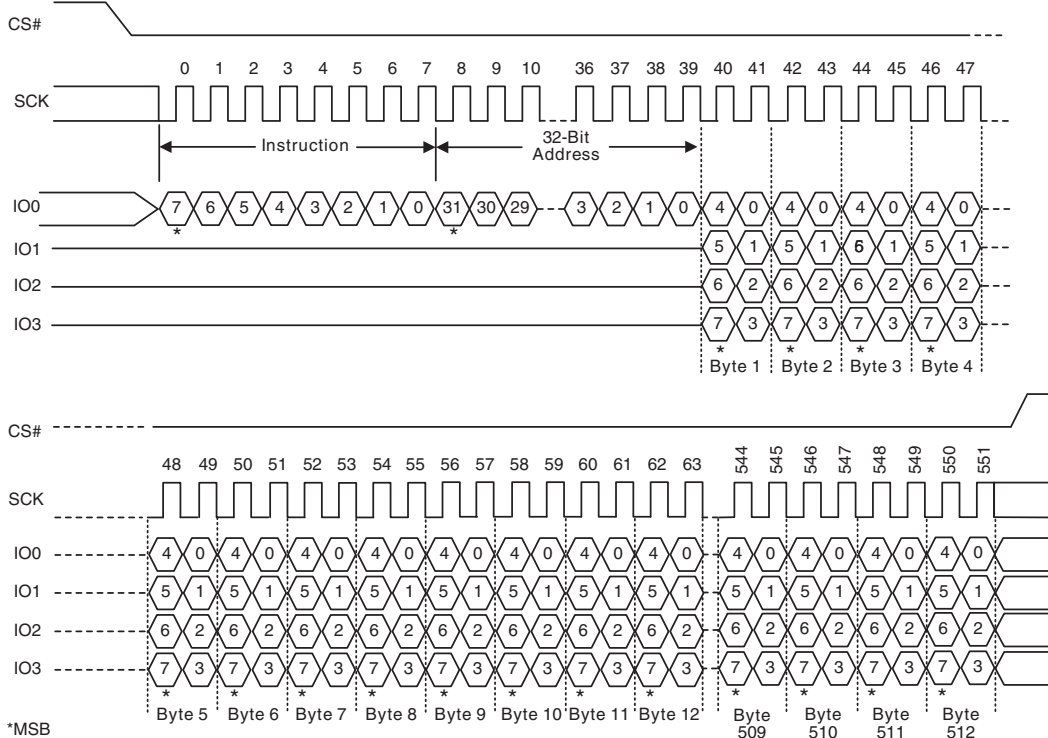 CS#
0 1 2 3 4 5 6 7 8 9 10 36 37 38 39 40 41 42 43 44 45 46 47
SCK
Instruction
32-Bit
Address
IO0 7 6 5 4 3 2 1 0 31 30 29 3 2 1 0 4 0 4 0 4 0 4 0
* *
IO1 5 1 5 1 6 1 5 1
IO2 6 2 6 2 6 2 6 2
IO3 7 3 7 3 7 3 7 3
* * * *
Byte 1 Byte 2 Byte 3 Byte 4
CS#
48 49 50 51 52 53 54 55 56 57 58 59 60 61 62 63 544 545 546 547 548 549 550 551
SCK
IO0 4 0 4 0 4 0 4 0 4 0 4 0 4 0 4 0 4 0 4 0 4 0 4 0
IO1 5 1 5 1 5 1 5 1 5 1 5 1 5 1 5 1 5 1 5 1 5 1 5 1
IO2 6 2 6 2 6 2 6 2 6 2 6 2 6 2 6 2 6 2 6 2 6 2 6 2
IO3 7 3 7 3 7 3 7 3 7 3 7 3 7 3 7 3 7 3 7 3 7 3 7 3
* * * * * * * * * * * *
Byte 5 Byte 6 Byte 7 Byte 8 Byte 9 Byte 10 Byte 11 Byte 12 Byte Byte Byte Byte
509 510 511 512
*MSB